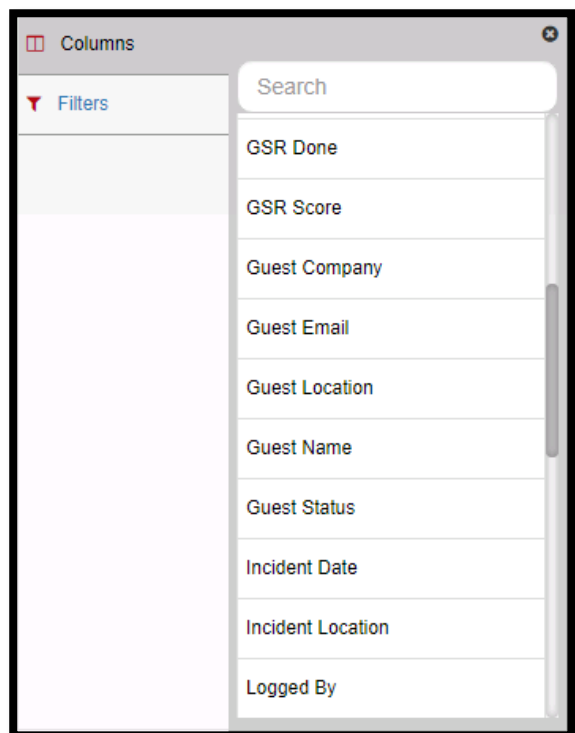 Columns
Filters
Search
GSR Done
GSR Score
Guest Company
Guest Email
Guest Location
Guest Name
Guest Status
Incident Date
Incident Location
Logged By